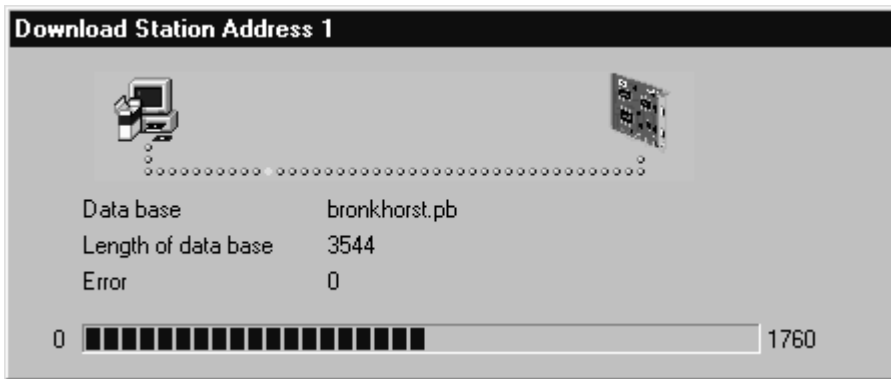 Download Station Address 1
Data base bronkhorst.pb
Length of data base 3544
Error 0
0 1760